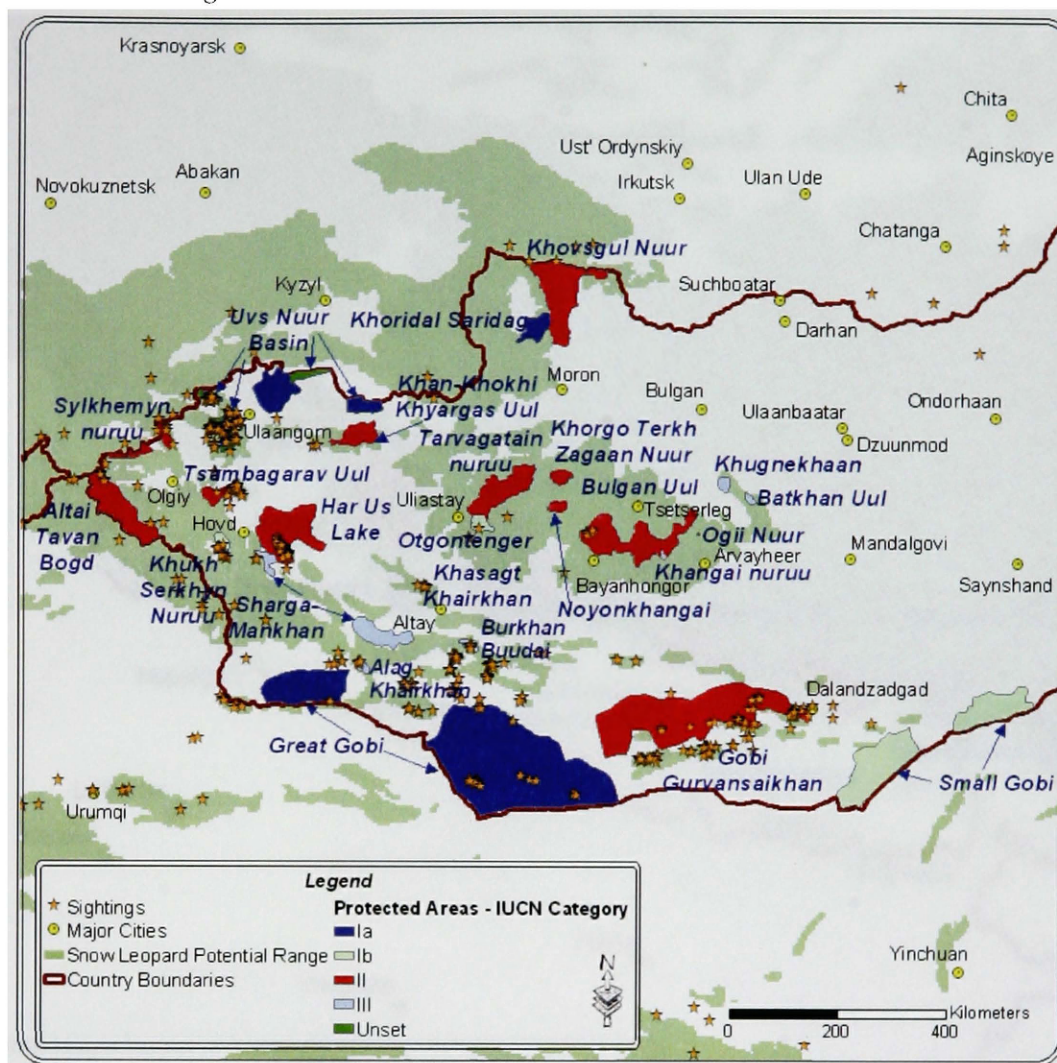 Krasnoyarsk
Chita
Ust' Ordynskiy
Aginskoye
Abakan
Irkutsk
Ulan Ude
Novokuznetsk
Chatanga
Khovsgul Nuur
Kyzyl
Suchboatar
Uvs Nuur
Basin
Khoridal Saridag
Darhan
Moron
Khan-Khokhi
Bulgan
Khyargas Uul
Sylkhemyn
nuruu
Ulaangom
Ulaanbaatar
Ondorhaan
Tarvagatain
nuruu
Khorgo Terkh
Zagaan Nuur
Dzuunmod
Khugnekhaan
Tsambagarav Uul
Olgiy
Bulgan Uul
Batkhan Uul
Uliastay
Tsetserleg
Altai
Tavan
Bogd
Hovd
Har Us
Lake
Otgontenger
Ogii Nuur
Arvayheer
Mandalgovi
Khukh
Serkhyn
Nuruu
Khasagt
Khairkhan
Bayanhongor
Khangai nuruu
Saynshand
Noyonkhangai
Sharga-
Mankhan
Altay
Burkhan
Buudai
Alag
Khairkhan
Dalandzadgad
Great Gobi
Gobi
Gurvansaikhan
Small Gobi
Urumqi
Legend
Sightings
Major Cities
Snow Leopard Potential Range
Country Boundaries
Protected Areas - IUCN Category
Ia
Ib
II
III
Unset
N
Yinchuan
Kilometers
0 200 400